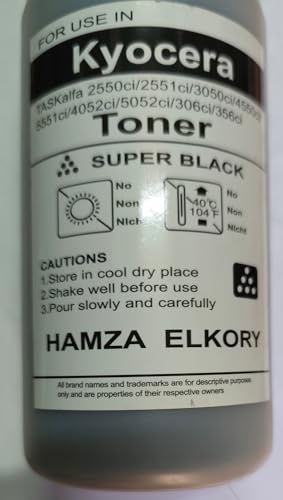 FOR USE IN
Kyocera
TASKalfa 2550ci/2551ci/3050ci/4550ci
5551ci/4052ci/5052ci/306ci/356ci
Toner
SUPER BLACK
No
Non
Nicht
40°C
104°F
No
Non
Nicht
CAUTIONS
1.Store in cool dry place
2.Shake well before use
3.Pour slowly and carefully
HAMZA ELKORY
All brand names and trademarks are for descriptive purposes
only and are properties of their respective owners